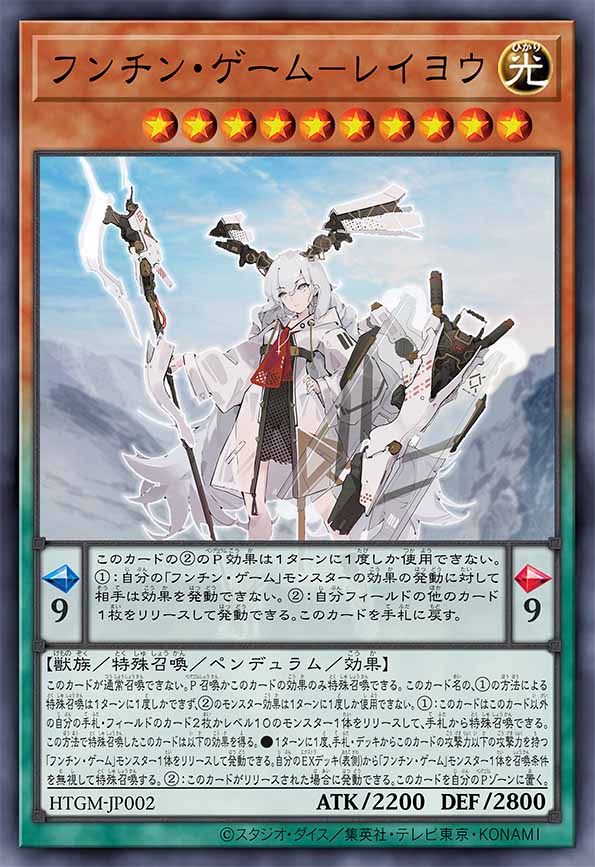 フンチン・ゲームーレイヨウ
光
ひかり
このカードの②のP効果は1ターンに1度しか使用できない。
①：自分の「フンチン・ゲーム」モンスターの効果の発動に対して
相手は効果を発動できない。②：自分フィールドの他のカード
1枚をリリースして発動できる。このカードを手札に戻す。
9
9
【獣族／特殊召喚／ペンデュラム／効果】
このカードが通常召喚できない。P召喚かこのカードの効果のみ特殊召喚できる。このカード名の、①の方法による
特殊召喚は1ターンに1度しかできず、②のモンスター効果は1ターンに1度しか使用できない。①：このカードはこのカード以外
の自分の手札・フィールドのカード2枚かレベル10のモンスター1体をリリースして、手札から特殊召喚できる。
この方法で特殊召喚したこのカードは以下の効果を得る。●1ターンに1度、手札・デッキからこのカードの攻撃力以下の攻撃力を持つ
「フンチン・ゲーム」モンスター1体をリリースして発動できる。自分のEXデッキ(表側)から「フンチン・ゲーム」モンスター1体を召喚条件
を無視して特殊召喚する。②：このカードがリリースされた場合に発動できる。このカードを自分のPゾーンに置く。
HTGM-JP002
ATK/2200 DEF/2800
©スタジオ・ダイス／集英社・テレビ東京・KONAMI